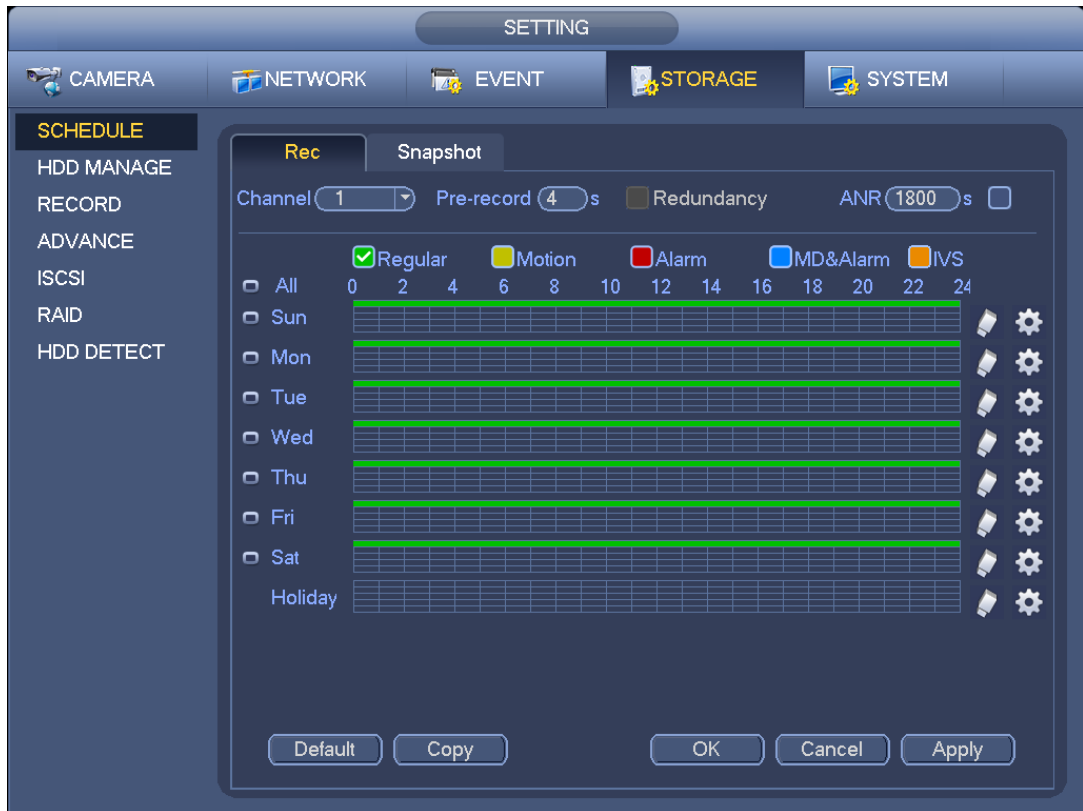 SETTING
CAMERA NETWORK EVENT STORAGE SYSTEM
SCHEDULE
HDD MANAGE
RECORD
ADVANCE
ISCSI
RAID
HDD DETECT
Rec Snapshot
Channel 1 Pre-record 4 s Redundancy ANR 1800 s
Regular Motion Alarm MD&Alarm IVS
All 0 2 4 6 8 10 12 14 16 18 20 22 24
Sun
Mon
Tue
Wed
Thu
Fri
Sat
Holiday
Default Copy OK Cancel Apply